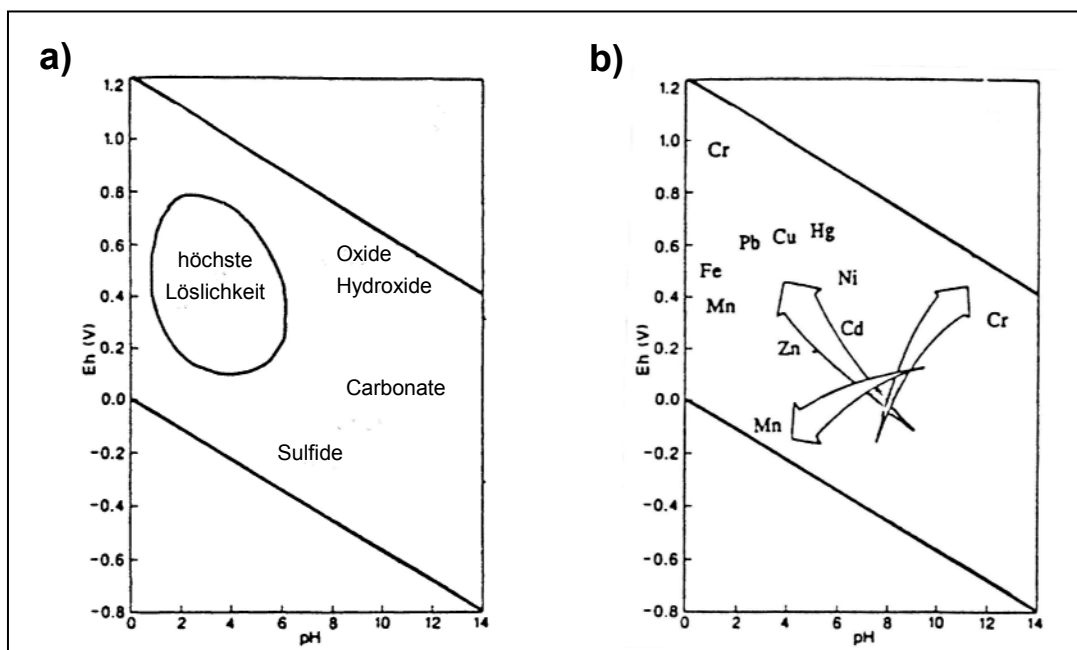 a)
1.2
1.0
0.8
0.6
0.4
0.2
0.0
−0.2
−0.4
−0.6
−0.8
Eh (V)
höchste
Löslichkeit
Oxide
Hydroxide
Carbonate
Sulfide
0 2 4 6 8 10 12 14
pH
b)
1.2
1.0
0.8
0.6
0.4
0.2
0.0
−0.2
−0.4
−0.6
−0.8
Eh (V)
Cr
Pb Cu Hg
Fe Ni
Mn
Cd Cr
Zn
Mn
0 2 4 6 8 10 12 14
pH